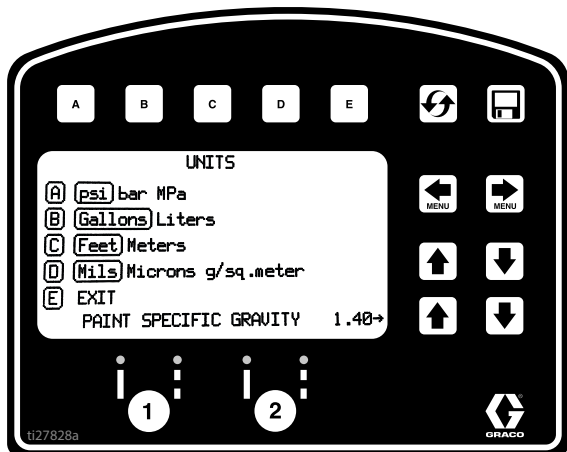 A B C D E
UNITS
A psi bar MPa
MENU MENU
B Gallons Liters
C Feet Meters
D Mils Microns g/sq.meter
E EXIT
PAINT SPECIFIC GRAVITY 1.40→
1 2
ti27828a
GRACO